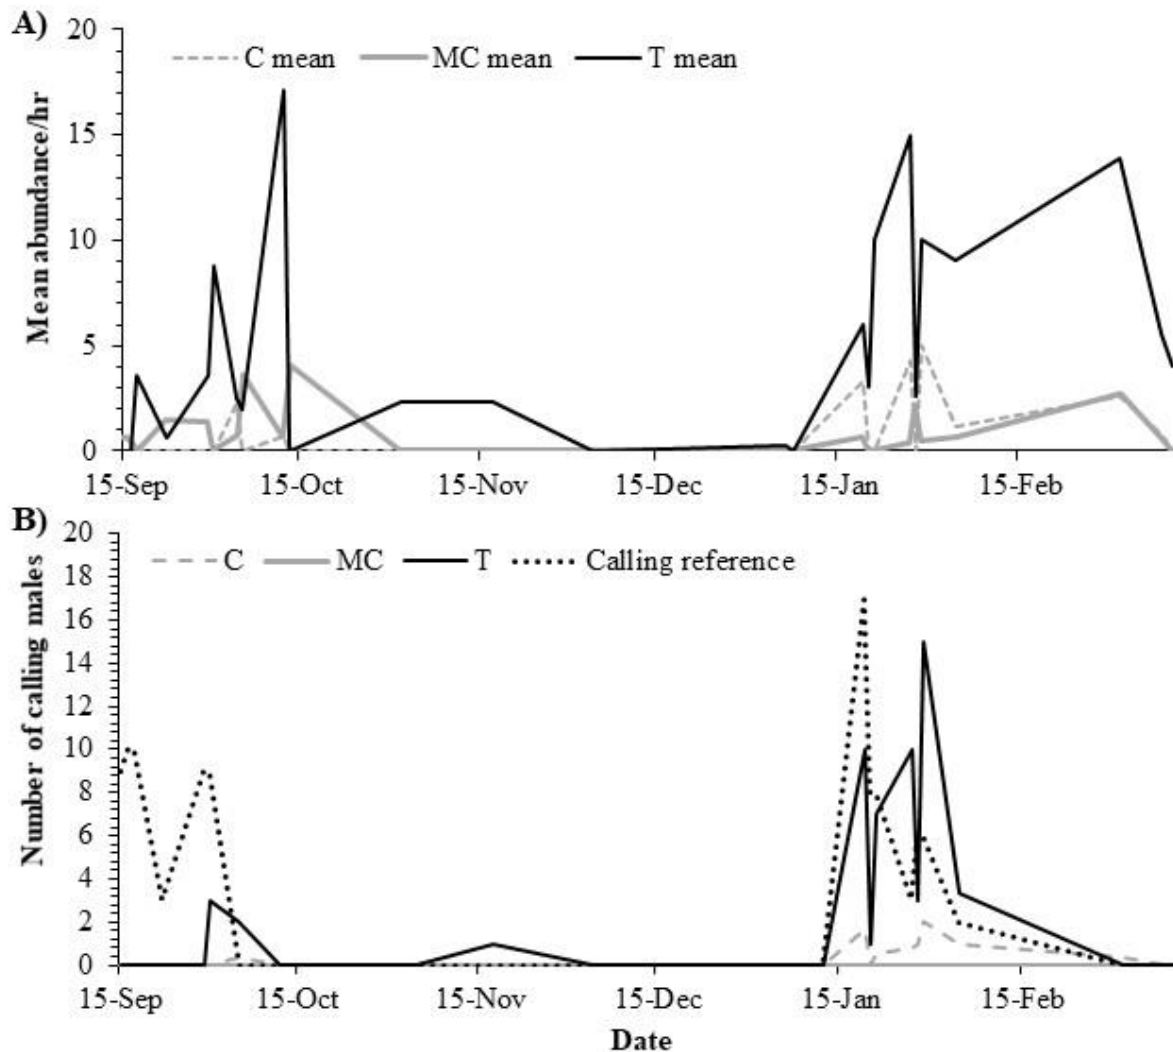 A)
20
C mean MC mean T mean
15
10
5
0
Mean abundance/hr
15-Sep 15-Oct 15-Nov 15-Dec 15-Jan 15-Feb
B)
20
C MC T Calling reference
18
16
14
12
10
8
6
4
2
0
Number of calling males
15-Sep 15-Oct 15-Nov 15-Dec 15-Jan 15-Feb
Date